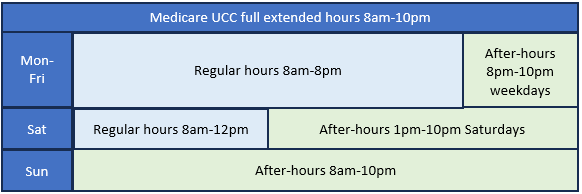 Medicare UCC full extended hours 8am-10pm
Mon-
Fri
Regular hours 8am-8pm
After-hours
8pm-10pm
weekdays
Sat
Regular hours 8am-12pm
After-hours 1pm-10pm Saturdays
Sun
After-hours 8am-10pm